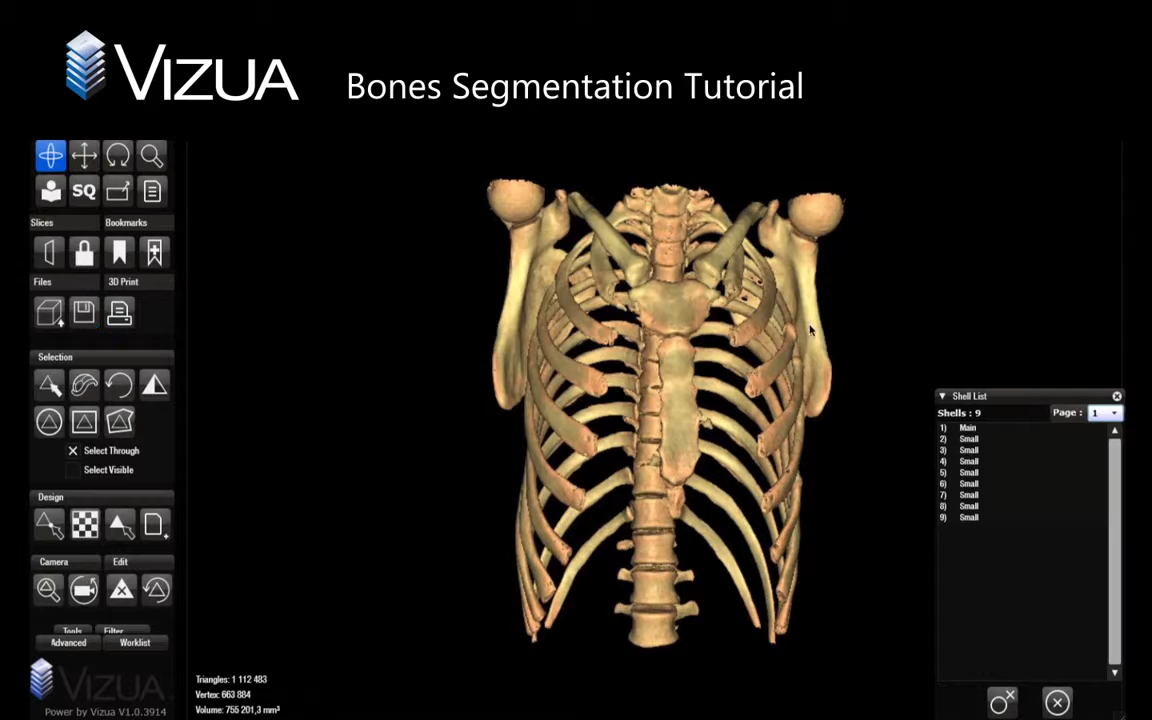 VIZUA
Bones Segmentation Tutorial
SQ
Slices
Bookmarks
Files
3D Print
Selection
Select Through
Select Visible
Design
Camera
Edit
Tools
Filter
Advanced
Worklist
VIZUA
Power by Vizua V1.0.3914
Triangles: 1 112 483
Vertex: 663 884
Volume: 755 201,3 mm³
Shell List
Shells : 9
Page : 1
1) Main
2) Small
3) Small
4) Small
5) Small
6) Small
7) Small
8) Small
9) Small